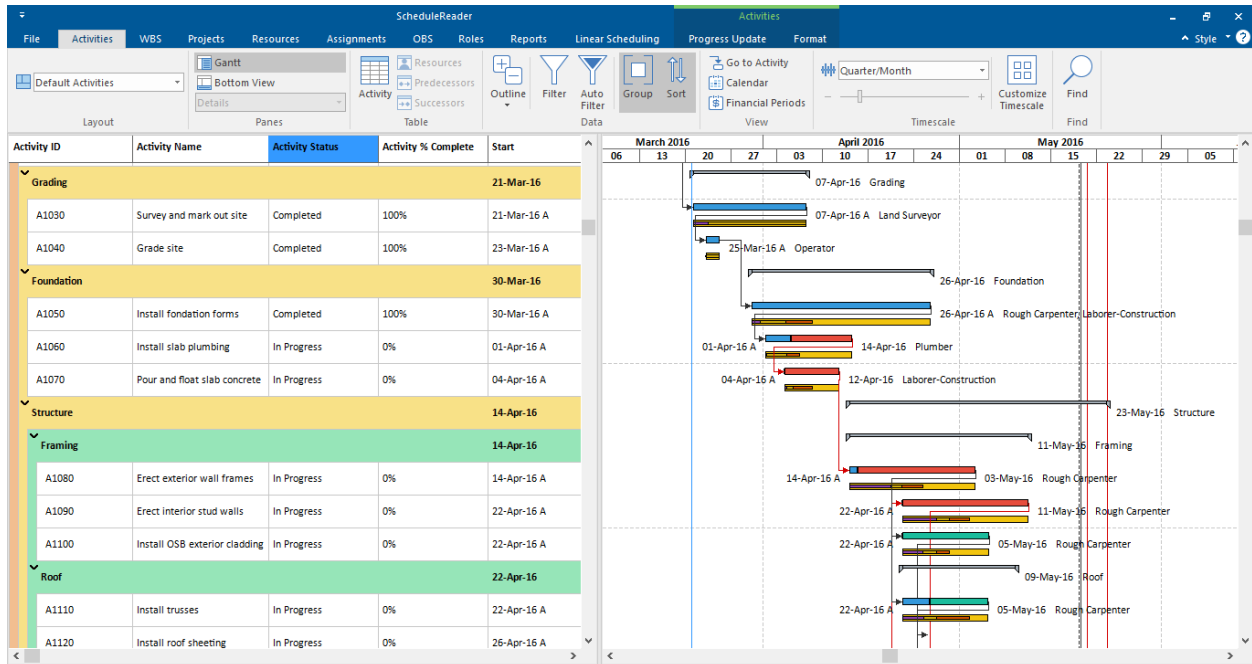 ScheduleReader
Activities
File Activities WBS Projects Resources Assignments OBS Roles Reports Linear Scheduling Progress Update Format Style ?
Default Activities
Layout
Gantt
Bottom View
Details
Panes
Activity
Resources
Predecessors
Successors
Table
Outline
Filter
Auto Filter
Group
Sort
Data
Go to Activity
Calendar
Financial Periods
View
Quarter/Month
Customize Timescale
Timescale
Find
Find
Activity ID Activity Name Activity Status Activity % Complete Start
March 2016 April 2016 May 2016
06 13 20 27 03 10 17 24 01 08 15 22 29 05
Grading 21-Mar-16
07-Apr-16 Grading
A1030 Survey and mark out site Completed 100% 21-Mar-16 A
07-Apr-16 A Land Surveyor
A1040 Grade site Completed 100% 23-Mar-16 A
25-Mar-16 A Operator
Foundation 30-Mar-16
26-Apr-16 Foundation
A1050 Install fondation forms Completed 100% 30-Mar-16 A
26-Apr-16 A Rough Carpenter, Laborer-Construction
A1060 Install slab plumbing In Progress 0% 01-Apr-16 A
01-Apr-16 A 14-Apr-16 Plumber
A1070 Pour and float slab concrete In Progress 0% 04-Apr-16 A
04-Apr-16 A 12-Apr-16 Laborer-Construction
Structure 14-Apr-16
23-May-16 Structure
Framing 14-Apr-16
11-May-16 Framing
A1080 Erect exterior wall frames In Progress 0% 14-Apr-16 A
14-Apr-16 A 03-May-16 Rough Carpenter
A1090 Erect interior stud walls In Progress 0% 22-Apr-16 A
22-Apr-16 A 11-May-16 Rough Carpenter
A1100 Install OSB exterior cladding In Progress 0% 22-Apr-16 A
22-Apr-16 A 05-May-16 Rough Carpenter
Roof 22-Apr-16
09-May-16 Roof
A1110 Install trusses In Progress 0% 22-Apr-16 A
22-Apr-16 A 05-May-16 Rough Carpenter
A1120 Install roof sheeting In Progress 0% 26-Apr-16 A